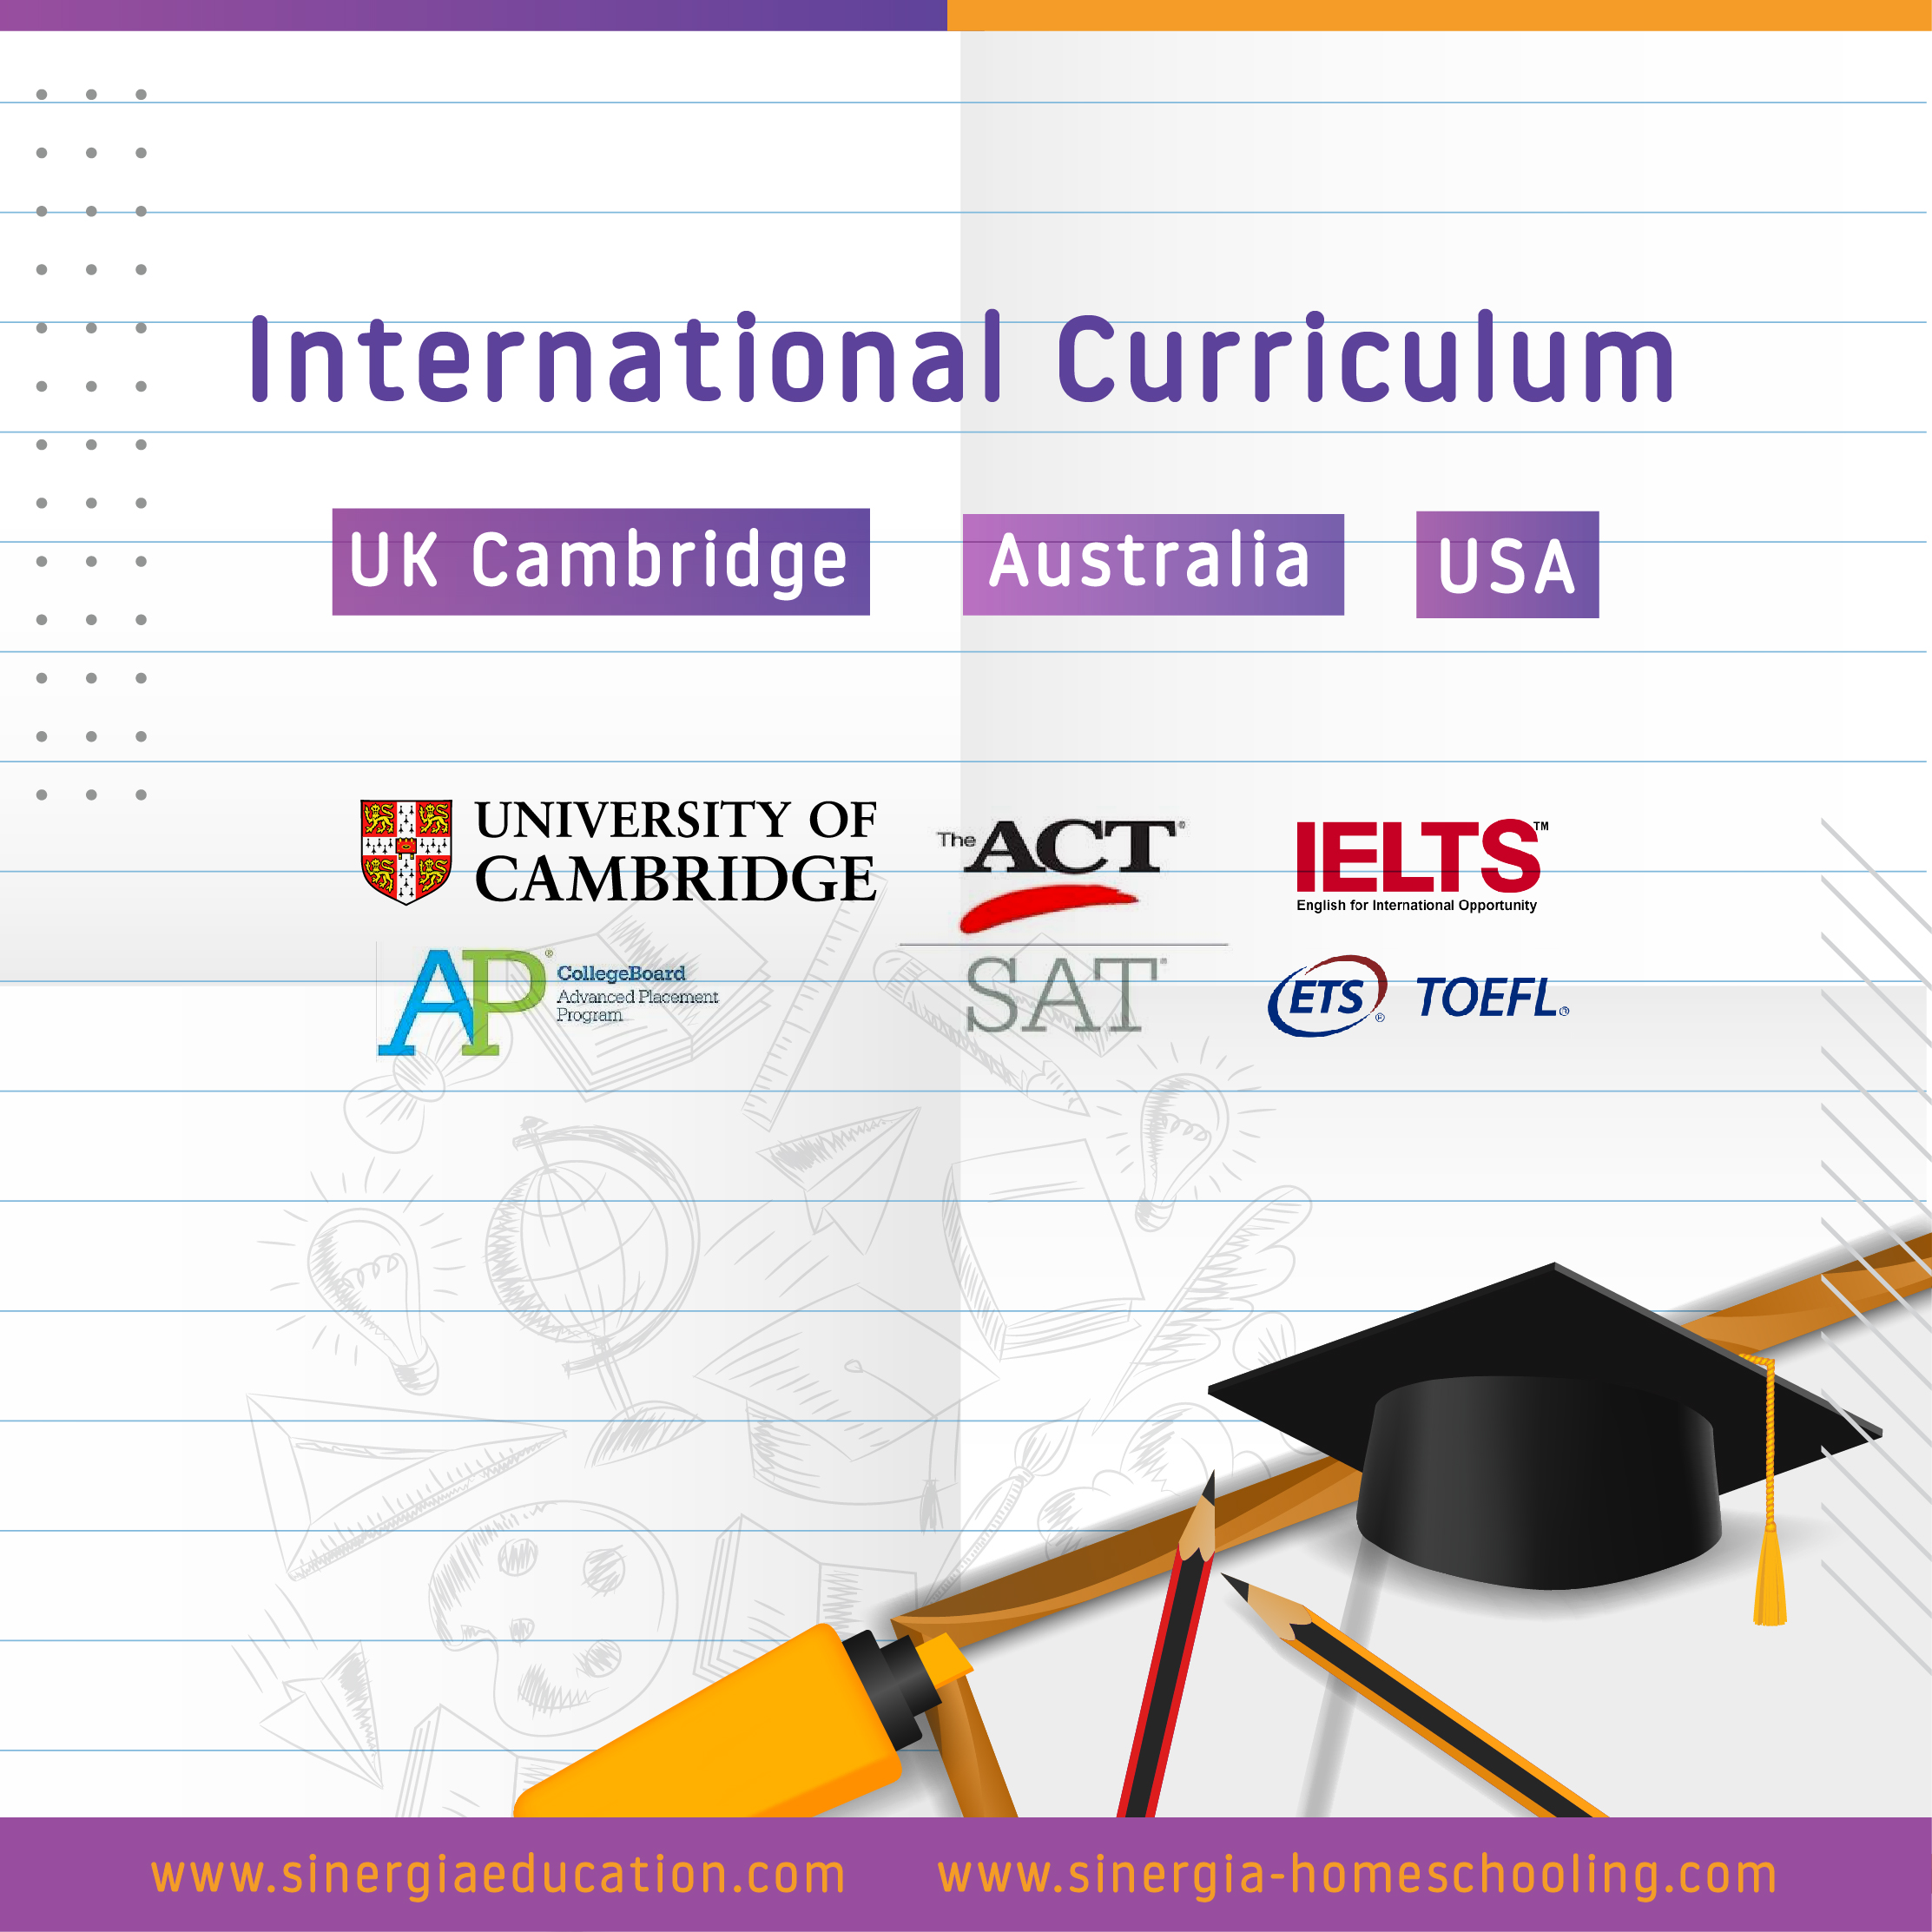 International Curriculum
UK Cambridge
Australia
USA
UNIVERSITY OF
CAMBRIDGE
The ACT®
IELTS™
English for International Opportunity
AP®
CollegeBoard
Advanced Placement
Program
SAT®
ETS®
TOEFL®
www.sinergiaeducation.com
www.sinergia-homeschooling.com